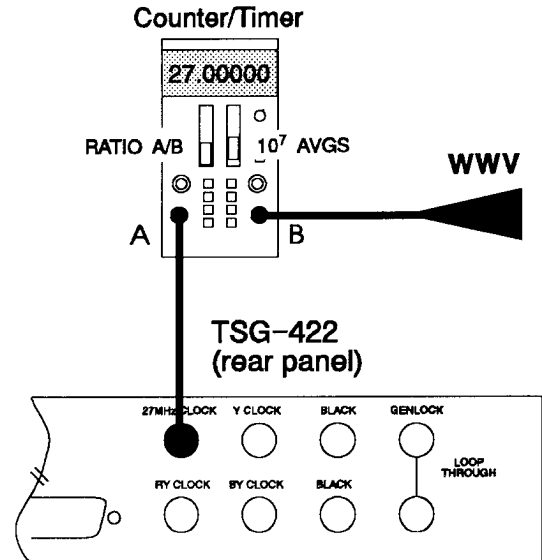 Counter/Timer
27.00000
RATIO A/B
10⁷ AVGS
WWV
A
B
TSG-422
(rear panel)
27MHz CLOCK
Y CLOCK
BLACK
GENLOCK
LOOP
THROUGH
RY CLOCK
BY CLOCK
BLACK